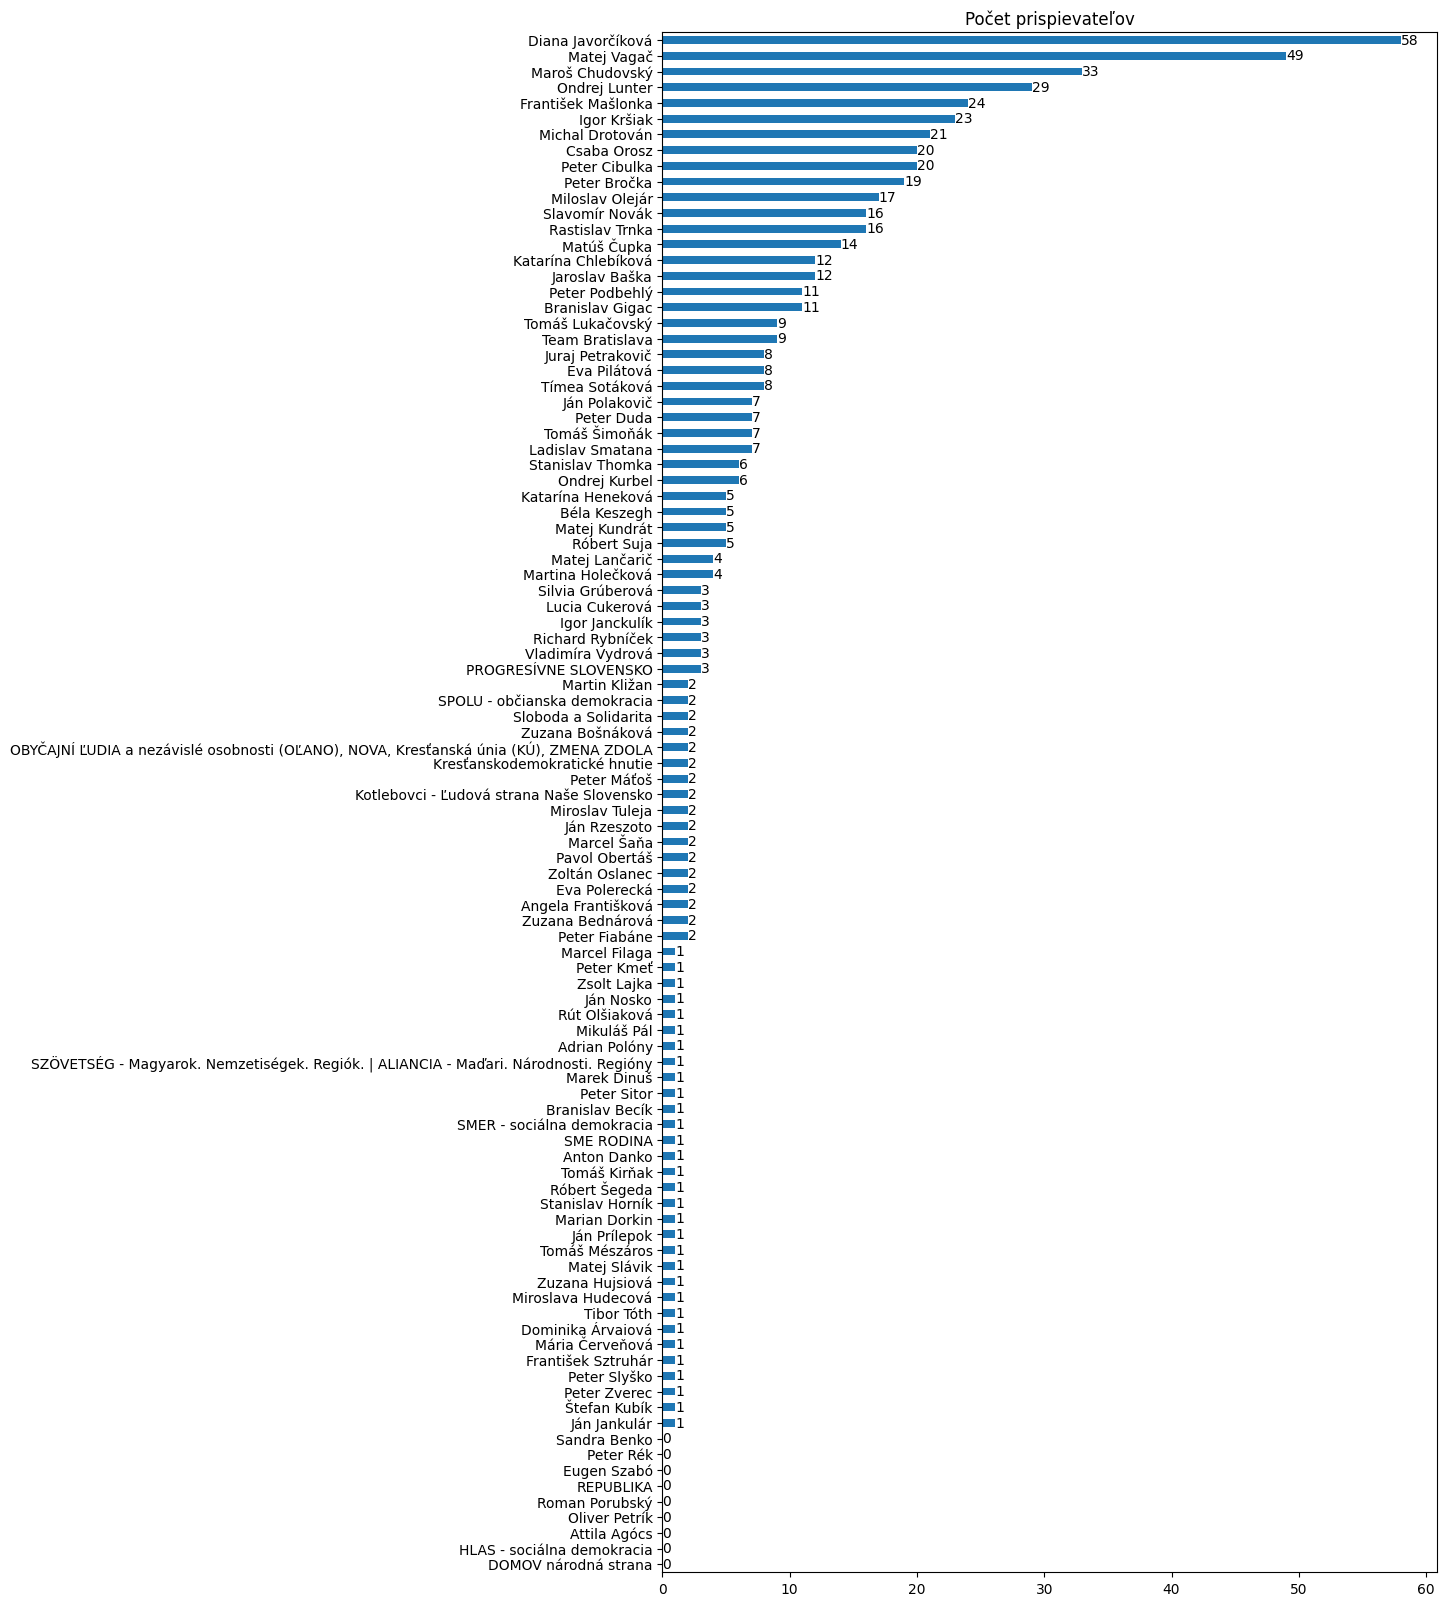 Počet prispievateľov
Diana Javorčíková 58
Matej Vagač 49
Maroš Chudovský 33
Ondrej Lunter 29
František Mašlonka 24
Igor Kršiak 23
Michal Drotován 21
Csaba Orosz 20
Peter Cibulka 20
Peter Bročka 19
Miloslav Olejár 17
Slavomír Novák 16
Rastislav Trnka 16
Matúš Čupka 14
Katarína Chlebíková 12
Jaroslav Baška 12
Peter Podbehlý 11
Branislav Gigac 11
Tomáš Lukačovský 9
Team Bratislava 9
Juraj Petrakovič 8
Eva Pilátová 8
Tímea Sotáková 8
Ján Polakovič 7
Peter Duda 7
Tomáš Šimoňák 7
Ladislav Smatana 7
Stanislav Thomka 6
Ondrej Kurbel 6
Katarína Heneková 5
Béla Keszegh 5
Matej Kundrát 5
Róbert Suja 5
Matej Lančarič 4
Martina Holečková 4
Silvia Grúberová 3
Lucia Cukerová 3
Igor Janckulík 3
Richard Rybníček 3
Vladimíra Vydrová 3
PROGRESÍVNE SLOVENSKO 3
Martin Kližan 2
SPOLU - občianska demokracia 2
Sloboda a Solidarita 2
Zuzana Bošnáková 2
OBYČAJNÍ ĽUDIA a nezávislé osobnosti (OĽANO), NOVA, Kresťanská únia (KÚ), ZMENA ZDOLA 2
Kresťanskodemokratické hnutie 2
Peter Máťoš 2
Kotlebovci - Ľudová strana Naše Slovensko 2
Miroslav Tuleja 2
Ján Rzeszoto 2
Marcel Šaňa 2
Pavol Obertáš 2
Zoltán Oslanec 2
Eva Polerecká 2
Angela Františková 2
Zuzana Bednárová 2
Peter Fiabáne 2
Marcel Filaga 1
Peter Kmeť 1
Zsolt Lajka 1
Ján Nosko 1
Rút Olšiaková 1
Mikuláš Pál 1
Adrian Polóny 1
SZÖVETSÉG - Magyarok. Nemzetiségek. Regiók. | ALIANCIA - Maďari. Národnosti. Regióny 1
Marek Dinuš 1
Peter Sitor 1
Branislav Becík 1
SMER - sociálna demokracia 1
SME RODINA 1
Anton Danko 1
Tomáš Kirňak 1
Róbert Šegeda 1
Stanislav Horník 1
Marian Dorkin 1
Ján Prílepok 1
Tomáš Mészáros 1
Matej Slávik 1
Zuzana Hujsiová 1
Miroslava Hudecová 1
Tibor Tóth 1
Dominika Árvaiová 1
Mária Červeňová 1
František Sztruhár 1
Peter Slyško 1
Peter Zverec 1
Štefan Kubík 1
Ján Jankulár 1
Sandra Benko 0
Peter Rék 0
Eugen Szabó 0
REPUBLIKA 0
Roman Porubský 0
Oliver Petrík 0
Attila Agócs 0
HLAS - sociálna demokracia 0
DOMOV národná strana 0
0 10 20 30 40 50 60